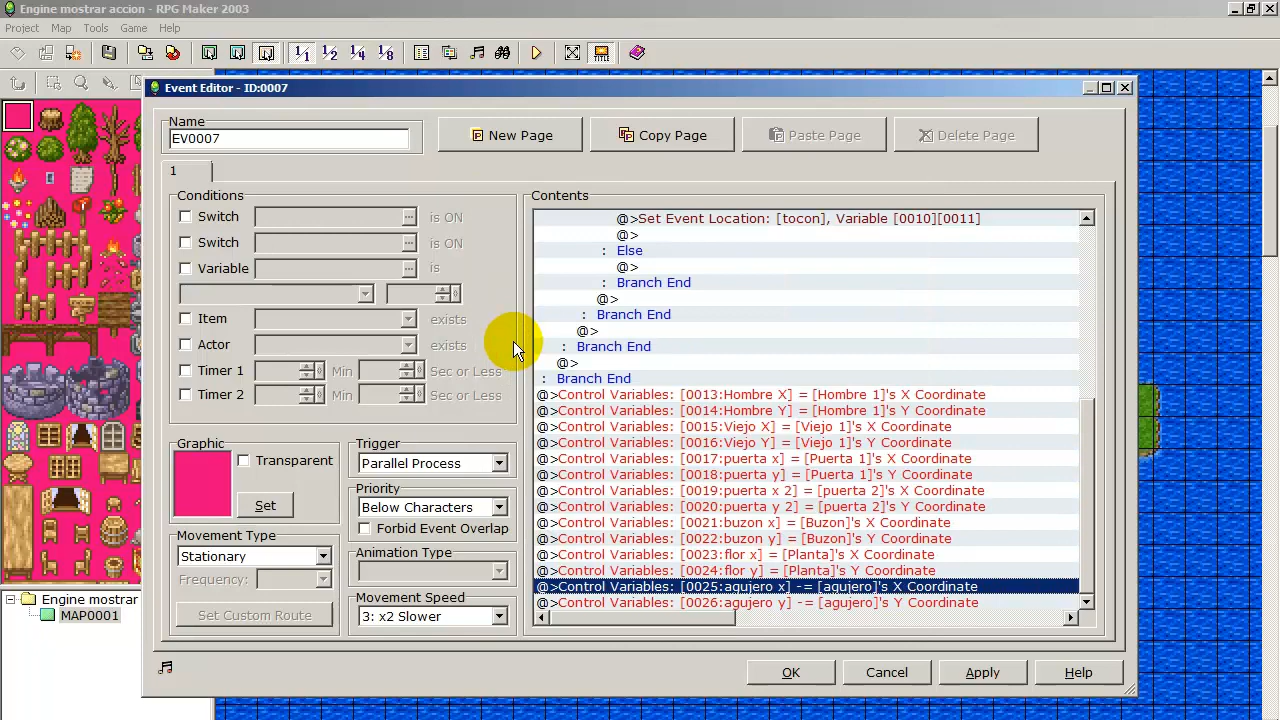 Engine mostrar accion - RPG Maker 2003
Project Map Tools Game Help
1/1 1/2 1/4 1/8
Event Editor - ID:0007
Name
EV0007
New Page
Copy Page
Paste Page
Delete Page
1
Conditions
Switch ... is ON
Switch ... is ON
Variable ... is
Item exists
Actor exists
Timer 1 Min Sec or Less
Timer 2 Min Sec or Less
Graphic
Transparent
Set
Movement Type
Stationary
Frequency:
Set Custom Route
Trigger
Parallel Process
Priority
Below Characters
Forbid Event Overlap
Animation Type
Movement Speed
3: x2 Slower
Contents
@>Set Event Location: [tocon], Variable [0010][0011]
@>
: Else
@>
: Branch End
@>
: Branch End
@>
: Branch End
@>
: Branch End
@>Control Variables: [0013:Hombre X] = [Hombre 1]'s X Coordinate
@>Control Variables: [0014:Hombre Y] = [Hombre 1]'s Y Coordinate
@>Control Variables: [0015:Viejo X] = [Viejo 1]'s X Coordinate
@>Control Variables: [0016:Viejo Y] = [Viejo 1]'s Y Coordinate
@>Control Variables: [0017:puerta x] = [Puerta 1]'s X Coordinate
@>Control Variables: [0018:puerta y] = [Puerta 1]'s Y Coordinate
@>Control Variables: [0019:puerta x 2] = [puerta 2]'s X Coordinate
@>Control Variables: [0020:puerta y 2] = [puerta 2]'s Y Coordinate
@>Control Variables: [0021:buzon x] = [Buzon]'s X Coordinate
@>Control Variables: [0022:buzon y] = [Buzon]'s Y Coordinate
@>Control Variables: [0023:flor x] = [Planta]'s X Coordinate
@>Control Variables: [0024:flor y] = [Planta]'s Y Coordinate
@>Control Variables: [0025:agujero x] = [agujero]'s X Coordinate
@>Control Variables: [0026:agujero y] = [agujero]'s Y Coordinate
Engine mostrar
MAP0001
OK
Cancel
Apply
Help